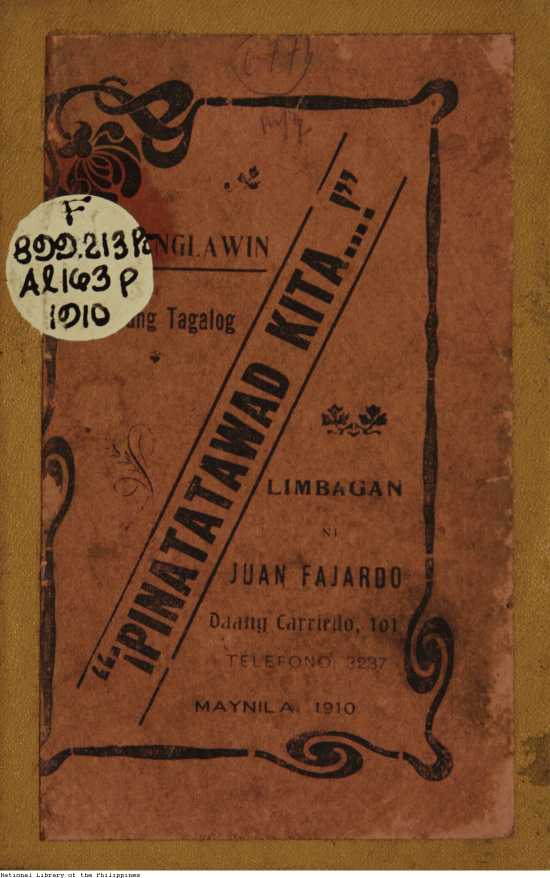 F
899.213
AL163P
1910
NGLAWIN
ang Tagalog
“¡PINATATAWAD KITA....!”
LIMBAGAN
NI
JUAN FAJARDO
Daang Carriedo, 101
TELEFONO, 3237
MAYNILA, 1910
National Library of the Philippines